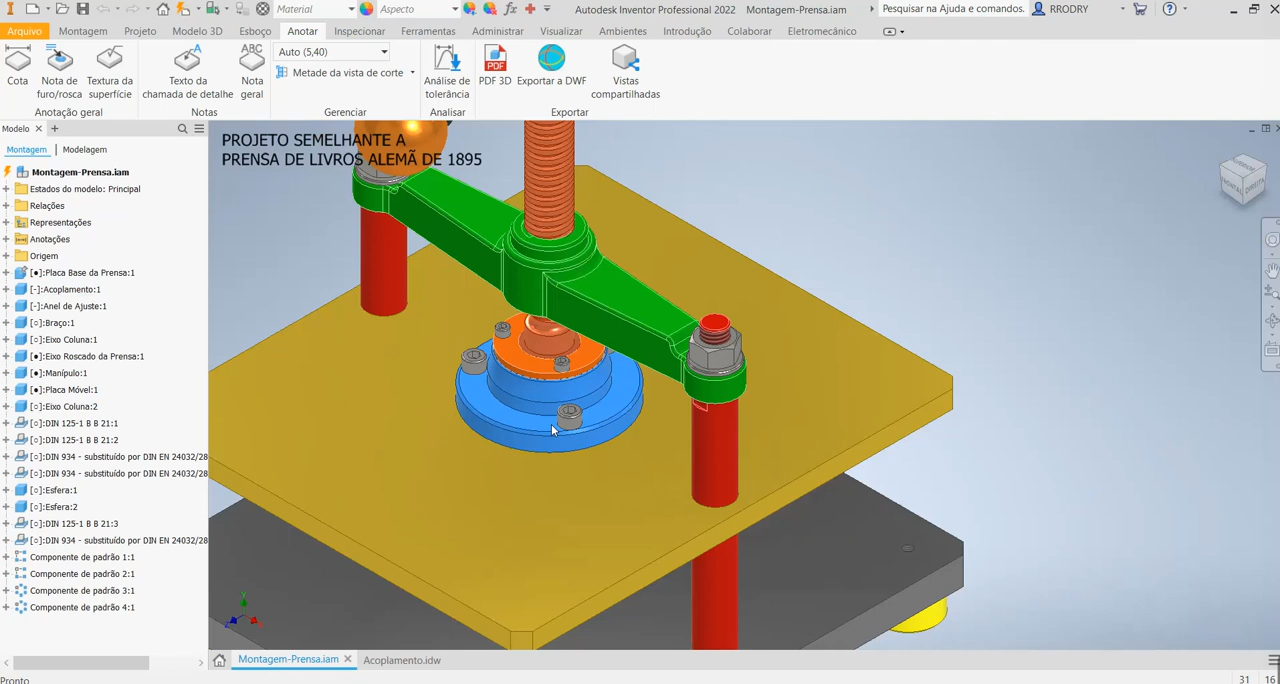 Material
Aspecto
Autodesk Inventor Professional 2022 Montagem-Prensa.iam
Pesquisar na Ajuda e comandos.
RRODRY
Arquivo Montagem Projeto Modelo 3D Esboço Anotar Inspecionar Ferramentas Administrar Visualizar Ambientes Introdução Colaborar Eletromecânico
Cota
Nota de furo/rosca
Textura da superfície
Texto da chamada de detalhe
ABC
Nota geral
Auto (5,40)
Metade da vista de corte
Análise de tolerância
PDF
PDF 3D
Exportar a DWF
Vistas compartilhadas
Anotação geral Notas Gerenciar Analisar Exportar
Modelo
Montagem Modelagem
Montagem-Prensa.iam
Estados do modelo: Principal
Relações
Representações
Anotações
Origem
[●]:Placa Base da Prensa:1
[-]:Acoplamento:1
[-]:Anel de Ajuste:1
[○]:Braço:1
[○]:Eixo Coluna:1
[●]:Eixo Roscado da Prensa:1
[●]:Manípulo:1
[●]:Placa Móvel:1
[○]:Eixo Coluna:2
[○]:DIN 125-1 B B 21:1
[○]:DIN 125-1 B B 21:2
[○]:DIN 934 - substituído por DIN EN 24032/28
[○]:DIN 934 - substituído por DIN EN 24032/28
[○]:Esfera:1
[○]:Esfera:2
[○]:DIN 125-1 B B 21:3
[○]:DIN 934 - substituído por DIN EN 24032/28
Componente de padrão 1:1
Componente de padrão 2:1
Componente de padrão 3:1
Componente de padrão 4:1
PROJETO SEMELHANTE A
PRENSA DE LIVROS ALEMÃ DE 1895
FRONTAL DIREITO
Montagem-Prensa.iam
Acoplamento.idw
Pronto
31 16